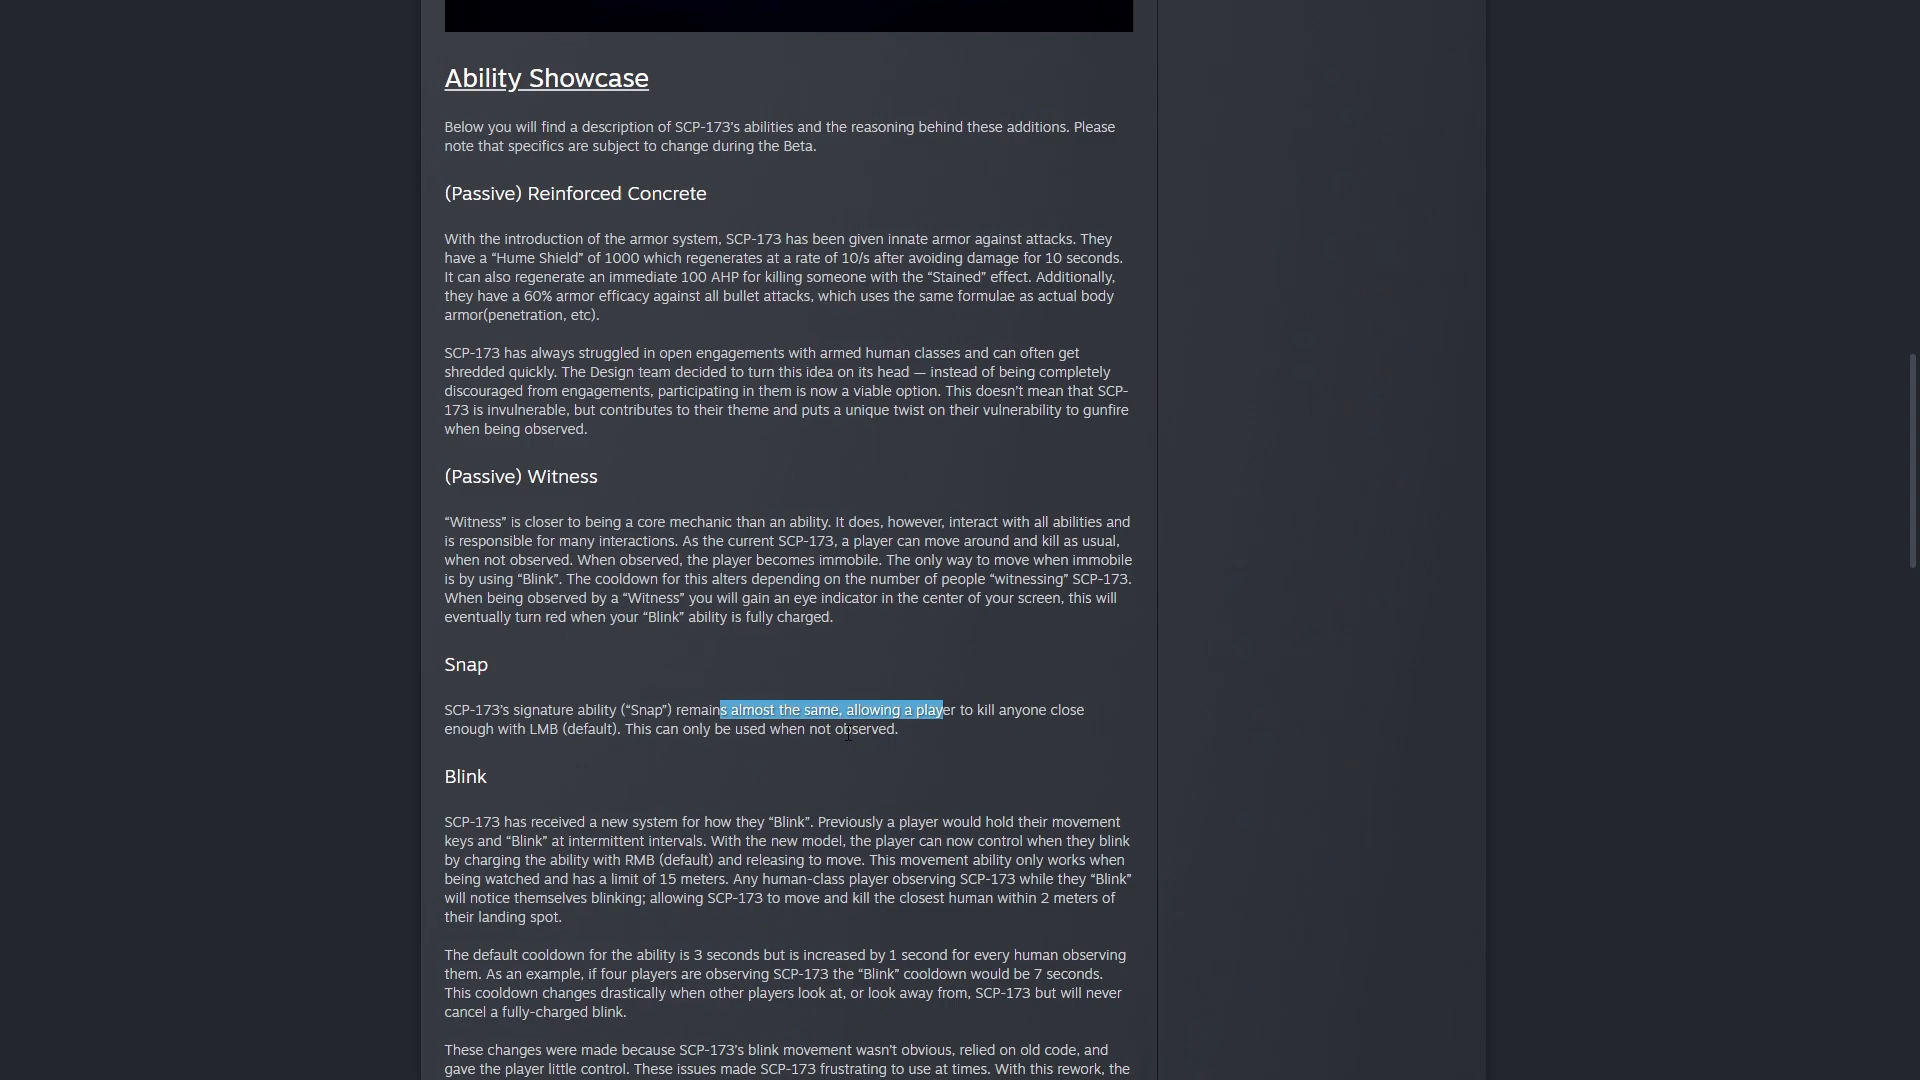 Ability Showcase
Below you will find a description of SCP-173’s abilities and the reasoning behind these additions. Please
note that specifics are subject to change during the Beta.
(Passive) Reinforced Concrete
With the introduction of the armor system, SCP-173 has been given innate armor against attacks. They
have a “Hume Shield” of 1000 which regenerates at a rate of 10/s after avoiding damage for 10 seconds.
It can also regenerate an immediate 100 AHP for killing someone with the “Stained” effect. Additionally,
they have a 60% armor efficacy against all bullet attacks, which uses the same formulae as actual body
armor(penetration, etc).
SCP-173 has always struggled in open engagements with armed human classes and can often get
shredded quickly. The Design team decided to turn this idea on its head — instead of being completely
discouraged from engagements, participating in them is now a viable option. This doesn’t mean that SCP-
173 is invulnerable, but contributes to their theme and puts a unique twist on their vulnerability to gunfire
when being observed.
(Passive) Witness
“Witness” is closer to being a core mechanic than an ability. It does, however, interact with all abilities and
is responsible for many interactions. As the current SCP-173, a player can move around and kill as usual,
when not observed. When observed, the player becomes immobile. The only way to move when immobile
is by using “Blink”. The cooldown for this alters depending on the number of people “witnessing” SCP-173.
When being observed by a “Witness” you will gain an eye indicator in the center of your screen, this will
eventually turn red when your “Blink” ability is fully charged.
Snap
SCP-173’s signature ability (“Snap”) remains almost the same, allowing a player to kill anyone close
enough with LMB (default). This can only be used when not observed.
Blink
SCP-173 has received a new system for how they “Blink”. Previously a player would hold their movement
keys and “Blink” at intermittent intervals. With the new model, the player can now control when they blink
by charging the ability with RMB (default) and releasing to move. This movement ability only works when
being watched and has a limit of 15 meters. Any human-class player observing SCP-173 while they “Blink”
will notice themselves blinking; allowing SCP-173 to move and kill the closest human within 2 meters of
their landing spot.
The default cooldown for the ability is 3 seconds but is increased by 1 second for every human observing
them. As an example, if four players are observing SCP-173 the “Blink” cooldown would be 7 seconds.
This cooldown changes drastically when other players look at, or look away from, SCP-173 but will never
cancel a fully-charged blink.
These changes were made because SCP-173’s blink movement wasn’t obvious, relied on old code, and
gave the player little control. These issues made SCP-173 frustrating to use at times. With this rework, the